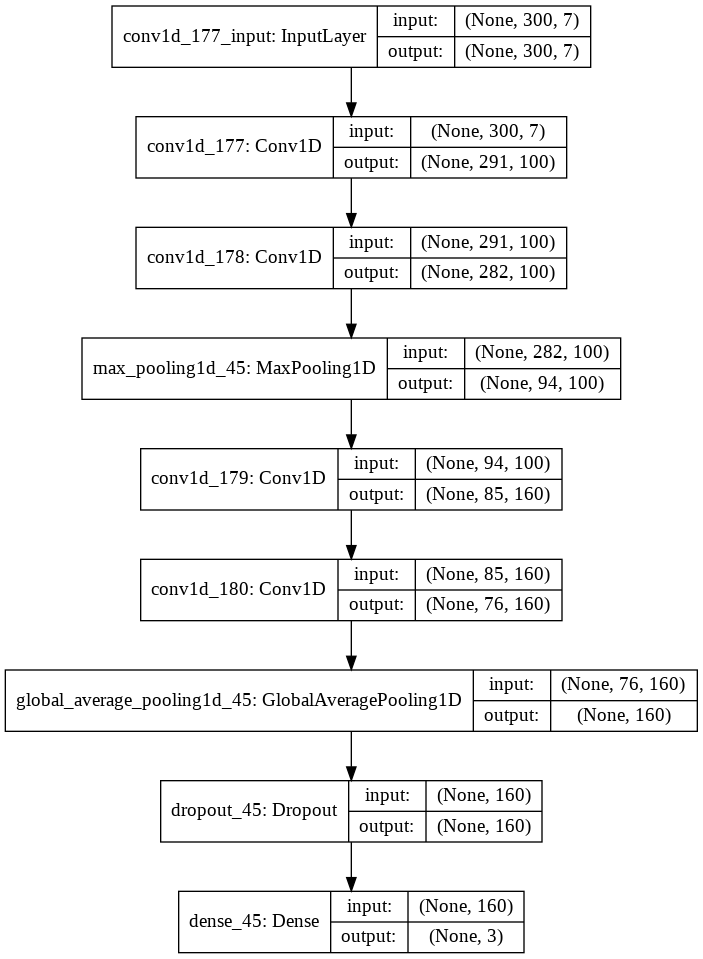 conv1d_177_input: InputLayer
input: (None, 300, 7)
output: (None, 300, 7)
conv1d_177: Conv1D
input: (None, 300, 7)
output: (None, 291, 100)
conv1d_178: Conv1D
input: (None, 291, 100)
output: (None, 282, 100)
max_pooling1d_45: MaxPooling1D
input: (None, 282, 100)
output: (None, 94, 100)
conv1d_179: Conv1D
input: (None, 94, 100)
output: (None, 85, 160)
conv1d_180: Conv1D
input: (None, 85, 160)
output: (None, 76, 160)
global_average_pooling1d_45: GlobalAveragePooling1D
input: (None, 76, 160)
output: (None, 160)
dropout_45: Dropout
input: (None, 160)
output: (None, 160)
dense_45: Dense
input: (None, 160)
output: (None, 3)